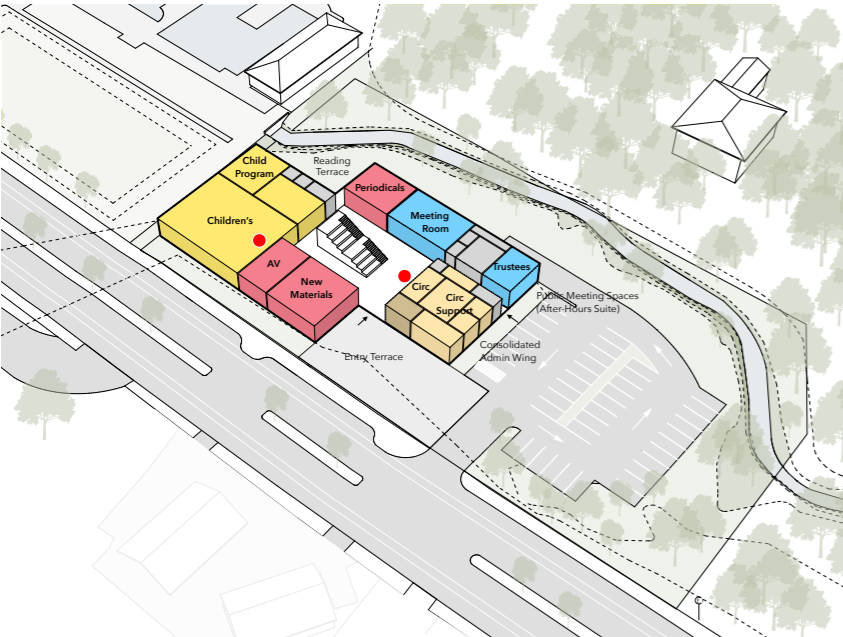 Child
Program
Reading
Terrace
Periodicals
Children's
Meeting
Room
AV
Trustees
New
Materials
Circ
Circ
Support
Public Meeting Spaces
(After-Hours Suite)
Entry Terrace
Consolidated
Admin Wing